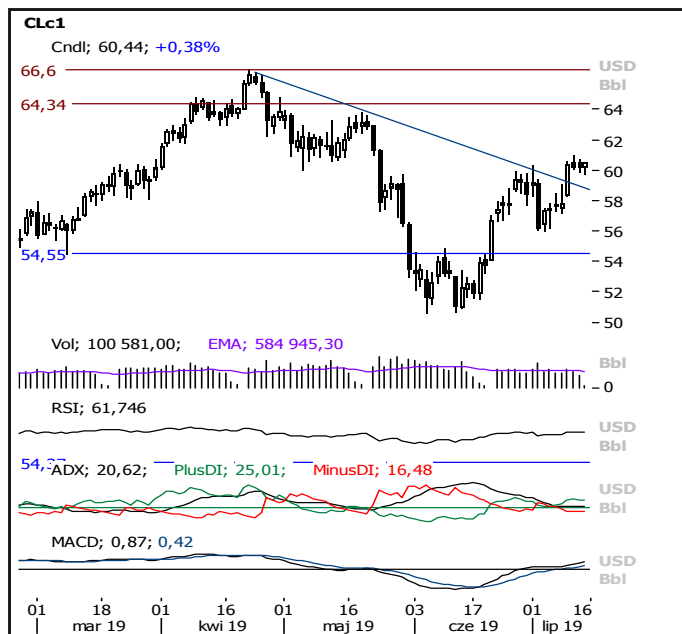 CLc1
Cndl; 60,44; +0,38%
66,6
USD
Bbl
64,34
64
62
60
58
56
54,55
54
52
50
Vol; 100 581,00; EMA; 584 945,30
Bbl
0
RSI; 61,746
USD
Bbl
ADX; 20,62; PlusDI; 25,01; MinusDI; 16,48
USD
Bbl
MACD; 0,87; 0,42
USD
Bbl
01 18 01 16 01 16 03 17 01 16
mar 19 kwi 19 maj 19 cze 19 lip 19